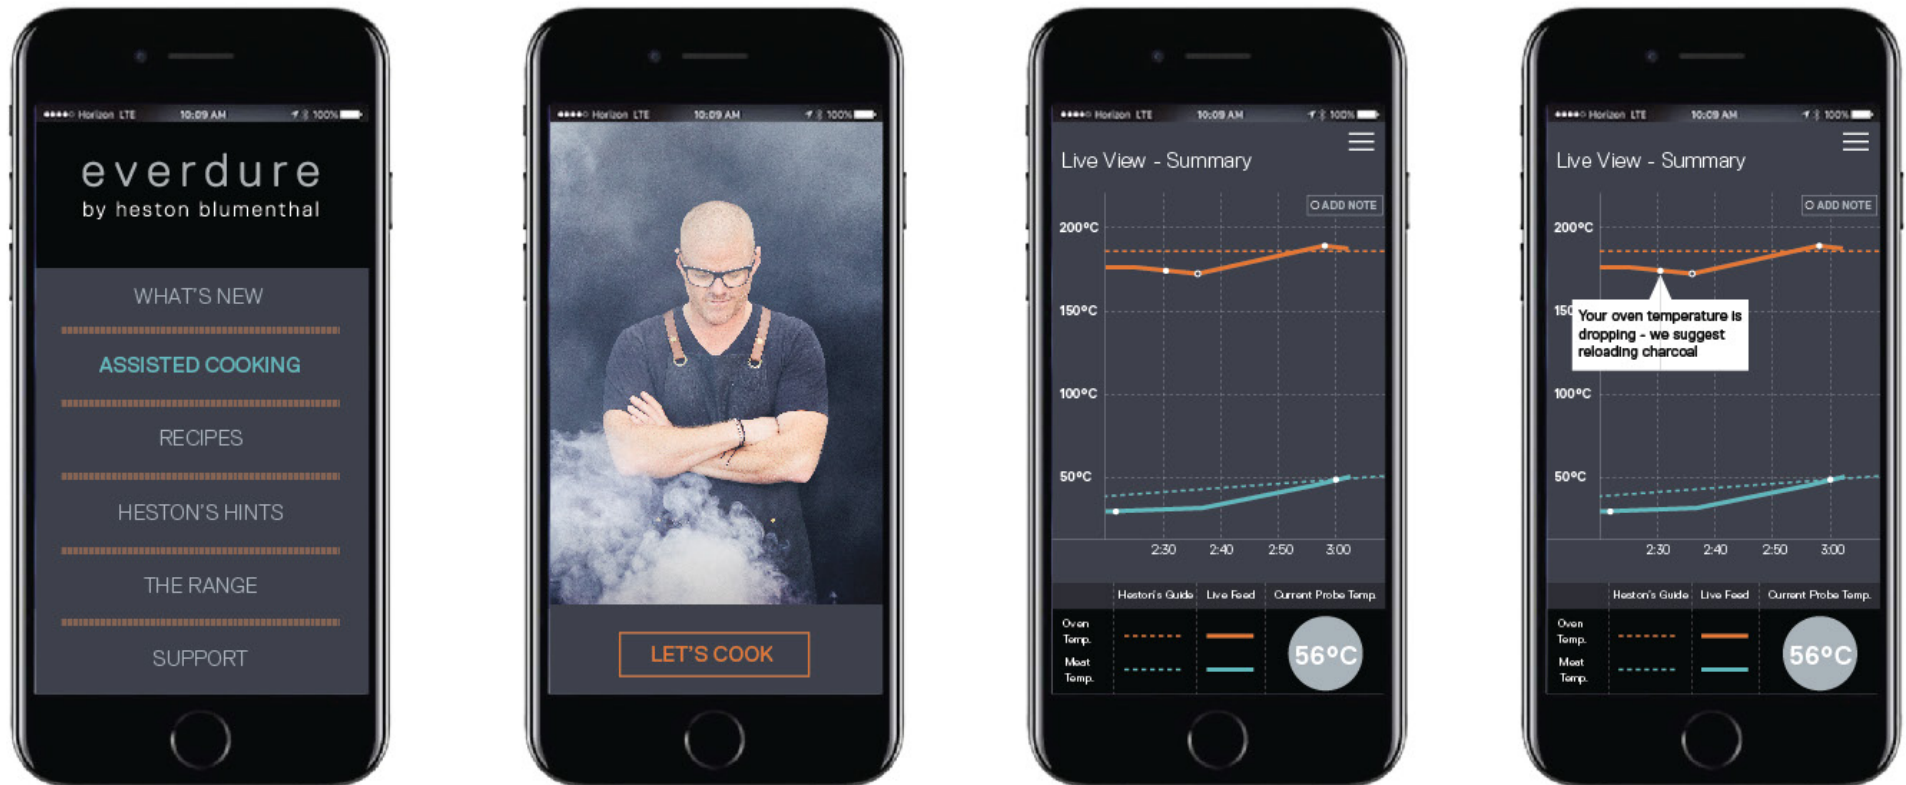 Horizon LTE 10:09 AM 100%
everdure
by heston blumenthal
WHAT'S NEW
ASSISTED COOKING
RECIPES
HESTON'S HINTS
THE RANGE
SUPPORT
Horizon LTE 10:09 AM 100%
LET'S COOK
Horizon LTE 10:09 AM 100%
Live View - Summary
ADD NOTE
200°C
150°C
100°C
50°C
2:30 2:40 2:50 3:00
Heston's Guide Live Feed Current Probe Temp.
Oven
Temp.
Meat
Temp.
56°C
Horizon LTE 10:09 AM 100%
Live View - Summary
ADD NOTE
200°C
150
Your oven temperature is
dropping - we suggest
reloading charcoal
100°C
50°C
2:30 2:40 2:50 3:00
Heston's Guide Live Feed Current Probe Temp.
Oven
Temp.
Meat
Temp.
56°C